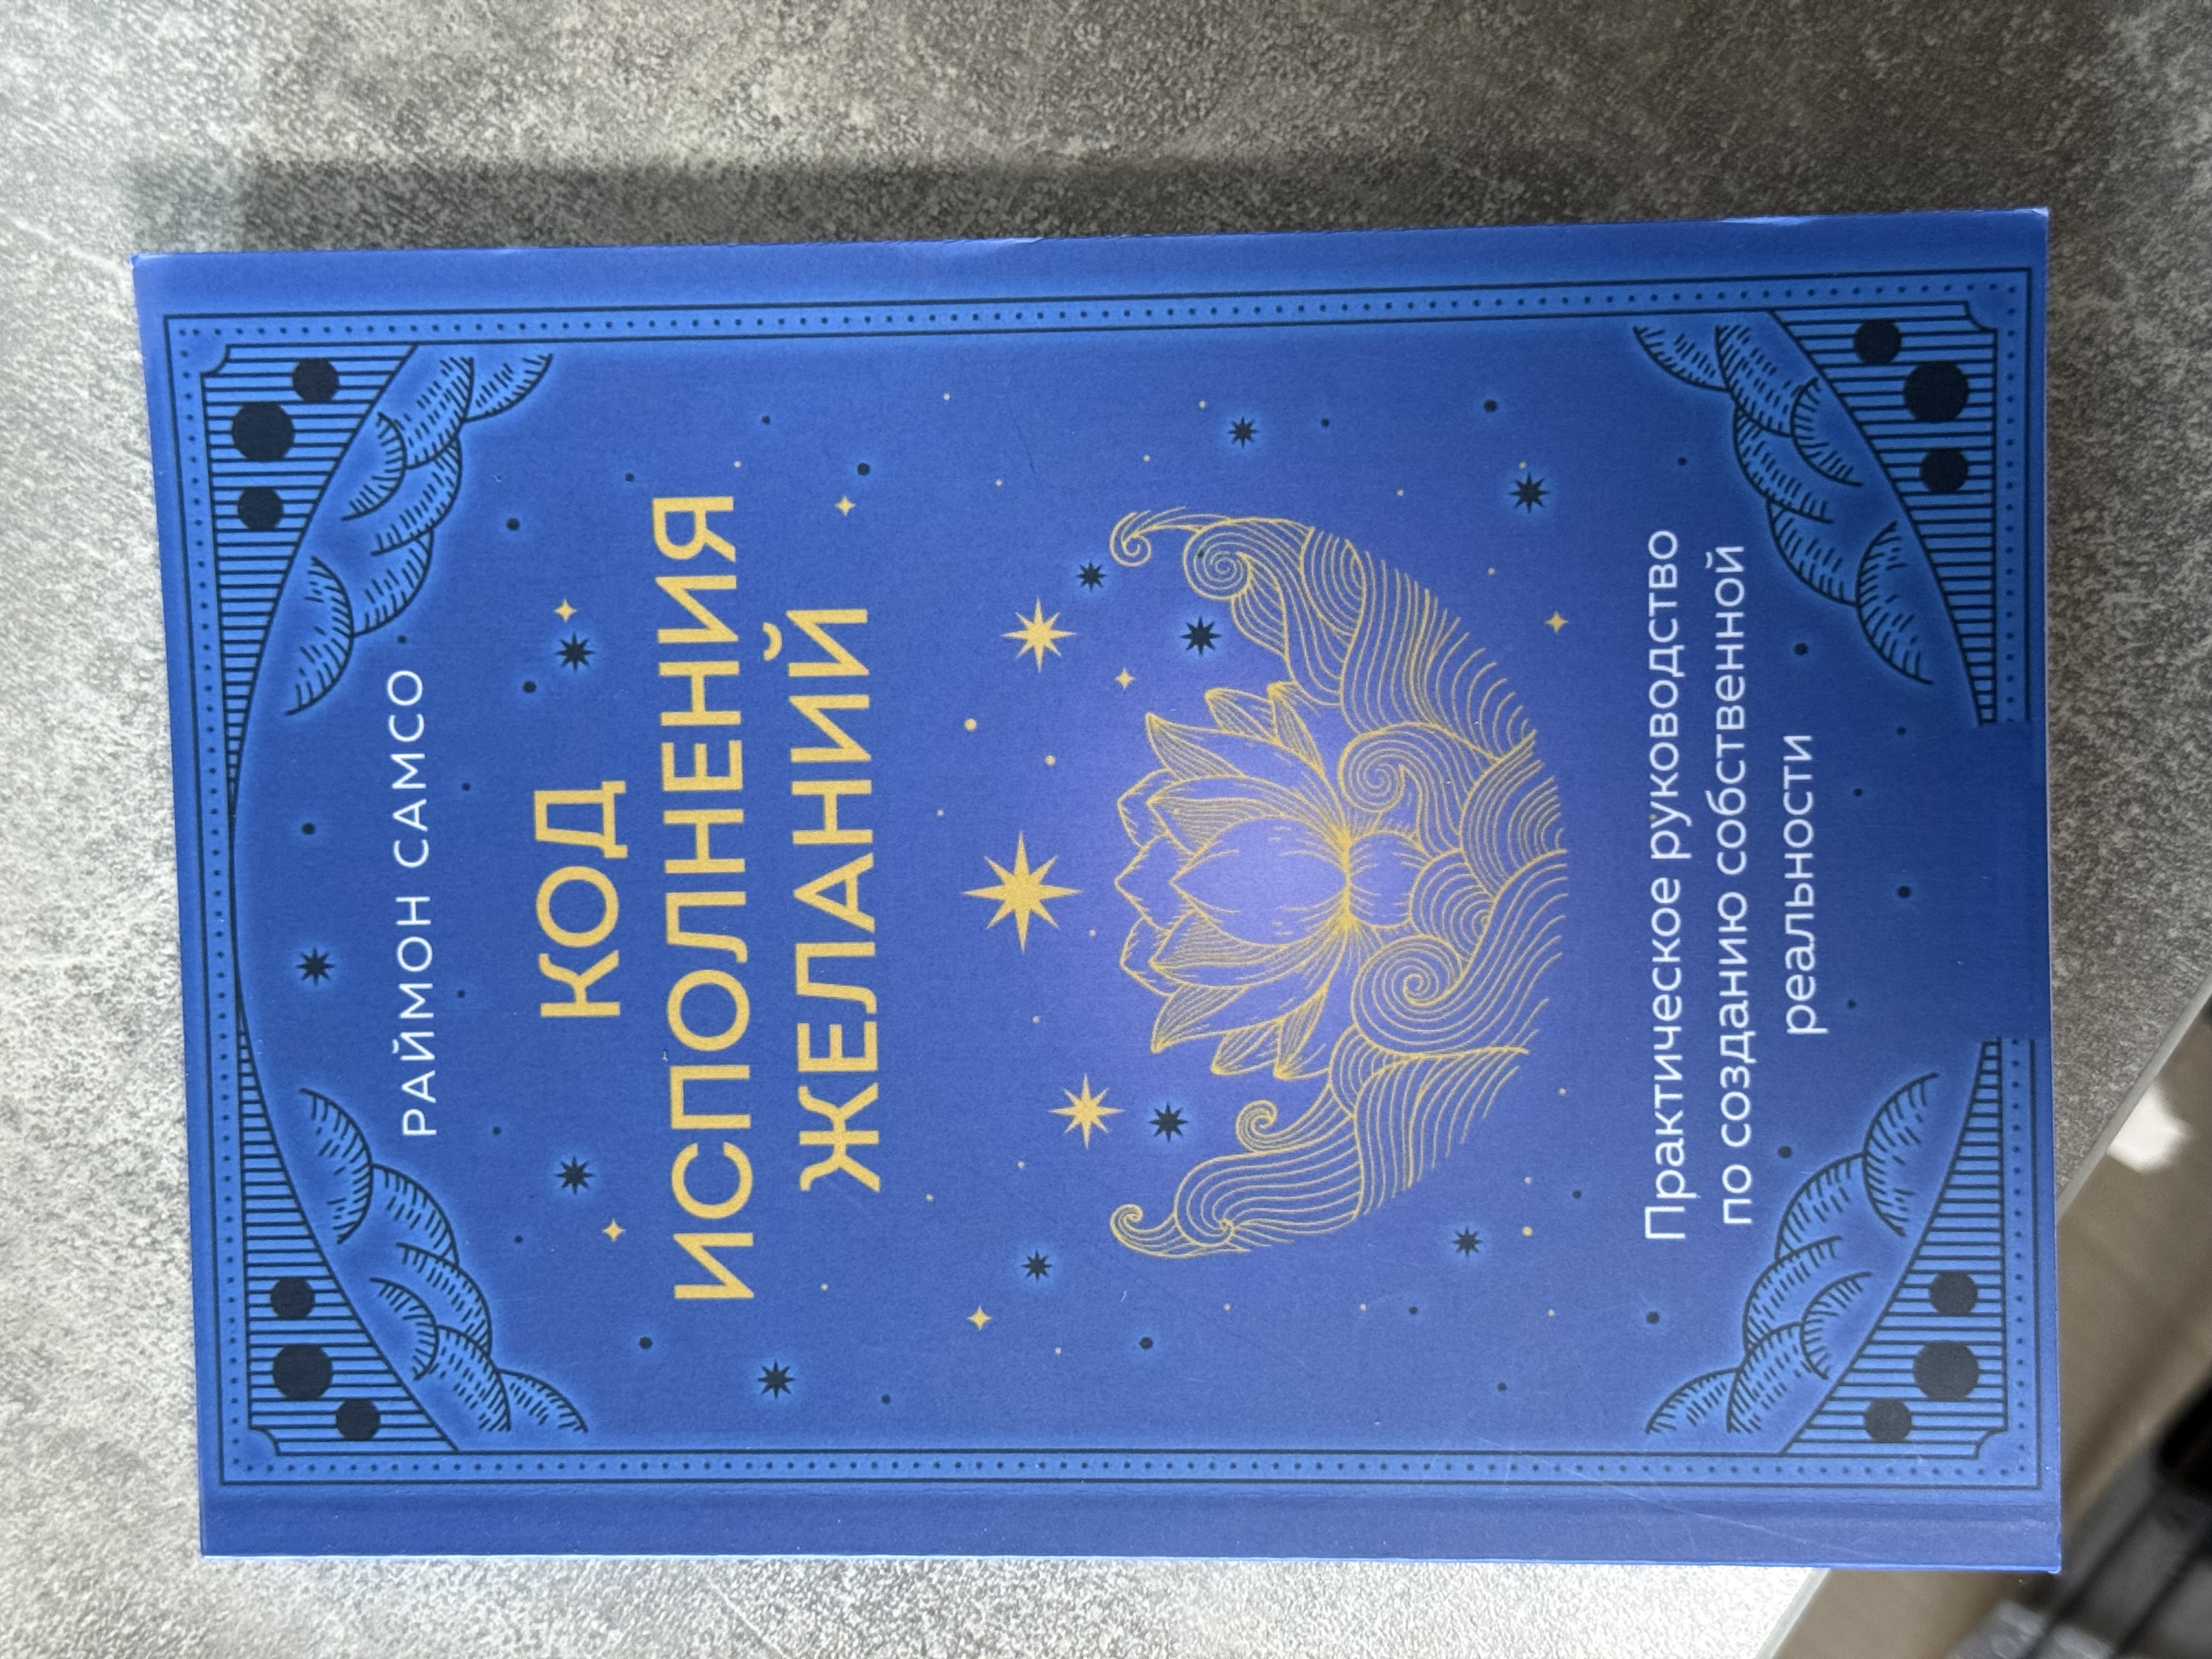 РАЙМОН САМСО
КОД
ИСПОЛНЕНИЯ
ЖЕЛАНИЙ
Практическое руководство
по созданию собственной
реальности